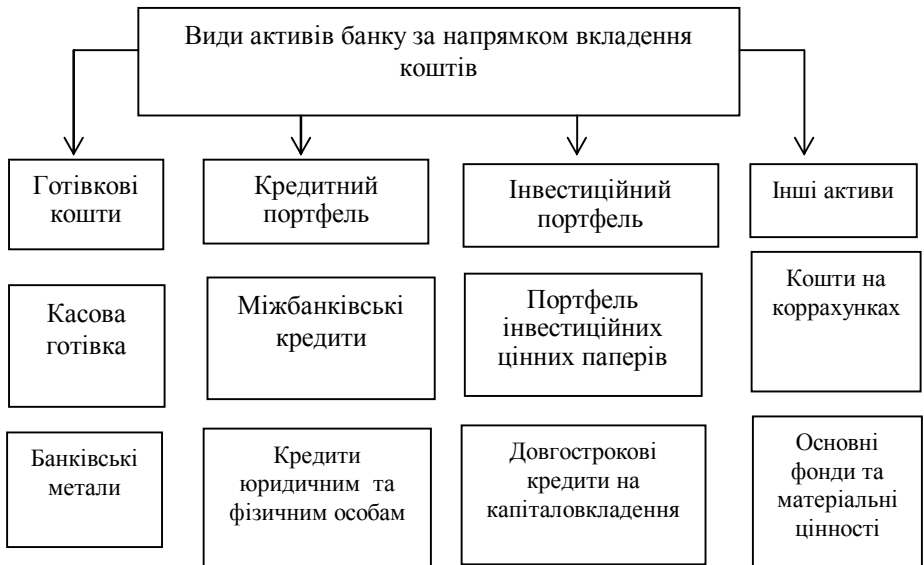 Види активів банку за напрямком вкладення
коштів
Готівкові
кошти
Кредитний
портфель
Інвестиційний
портфель
Інші активи
Касова
готівка
Міжбанківські
кредити
Портфель
інвестиційних
цінних паперів
Кошти на
коррахунках
Банківські
метали
Кредити
юридичним та
фізичним особам
Довгострокові
кредити на
капіталовкладення
Основні
фонди та
матеріальні
цінності